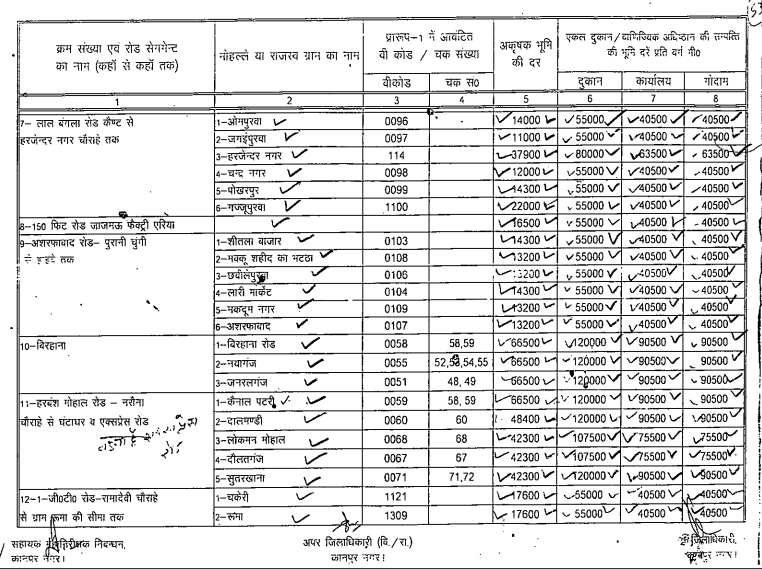 क्रम संख्या एवं रोड सेगमेन्ट का नाम (कहाँ से कहाँ तक) | मोहल्ले या राजस्व ग्राम का नाम | प्रारूप-1 में आवंटित वी कोड / चक संख्या | अकृषक भूमि की दर | एकल दुकान/वाणिज्यिक अधिष्ठान की सम्पत्ति की भूमि दरें प्रति वर्ग मी0
वीकोड | चक सं0 | दुकान | कार्यालय | गोदाम
1 | 2 | 3 | 4 | 5 | 6 | 7 | 8
7- लाल बंगला रोड कैण्ट से | 1-ओमपुरवा | 0096 | - | 14000 | 55000 | 40500 | 40500
हरजेन्दर नगर चौराहे तक | 2-जगईपुरवा | 0097 | 11000 | 55000 | 40500 | 40500
3-हरजेन्दर नगर | 114 | 37900 | 80000 | 63500 | 63500
4-चन्द्र नगर | 0098 | 12000 | 55000 | 40500 | 40500
5-पोखरपुर | 0099 | 14300 | 55000 | 40500 | 40500
6-गज्जूपुरवा | 1100 | 22000 | 55000 | 40500 | 40500
8-150 फिट रोड जाजमऊ फैक्ट्री एरिया | 16500 | 55000 | 40500 | 40500
9-अशरफाबाद रोड- पुरानी चुंगी | 1-शीतला बाजार | 0103 | 14300 | 55000 | 40500 | 40500
से तक | 2-मक्कू शहीद का भटठा | 0108 | 13200 | 55000 | 40500 | 40500
3-छबीलेपुरवा | 0106 | 13200 | 55000 | 40500 | 40500
4-लारी मार्केट | 0104 | 14300 | 55000 | 40500 | 40500
5-मकदूम नगर | 0109 | 13200 | 55000 | 40500 | 40500
6-अशरफाबाद | 0107 | 13200 | 55000 | 40500 | 40500
10-बिरहाना | 1-बिरहाना रोड | 0058 | 58,59 | 66500 | 120000 | 90500 | 90500
2-नयागंज | 0055 | 52,53,54,55 | 66500 | 120000 | 90500 | 90500
3-जनरलगंज | 0051 | 48, 49 | 66500 | 120000 | 90500 | 90500
11-हरबंश मोहाल रोड - नरौना | 1-कैनाल पटरी | 0059 | 58, 59 | 66500 | 120000 | 90500 | 90500
चौराहे से घंटाघर व एक्सप्रेस रोड | 2-दालमण्डी | 0060 | 60 | 48400 | 120000 | 90500 | 90500
3-लोकमन मोहाल | 0068 | 68 | 42300 | 107500 | 75500 | 75500
4-दौलतगंज | 0067 | 67 | 42300 | 107500 | 75500 | 75500
5-सुतरखाना | 0071 | 71,72 | 42300 | 120000 | 90500 | 90500
12-1-जी0टी0 रोड-रामादेवी चौराहे | 1-चकेरी | 1121 | 17600 | 55000 | 40500 | 40500
से ग्राम रूमा की सीमा तक | 2-रूमा | 1309 | 17600 | 55000 | 40500 | 40500
सहायक महानिरीक्षक निबन्धन, | अपर जिलाधिकारी (वि./रा.) | जिलाधिकारी,
कानपुर नगर। | कानपुर नगर। | कानपुर नगर।